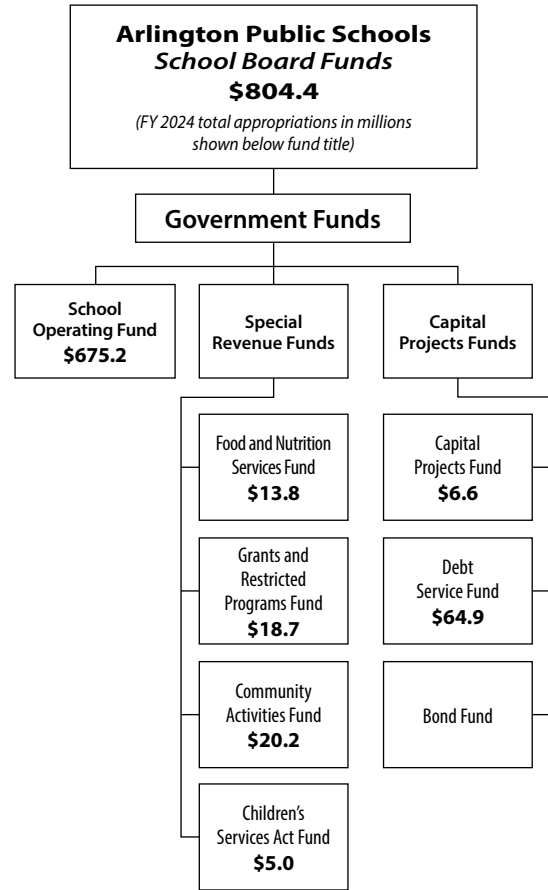 Arlington Public Schools
School Board Funds
$804.4
(FY 2024 total appropriations in millions
shown below fund title)
Government Funds
School
Operating Fund
$675.2
Special
Revenue Funds
Capital
Projects Funds
Food and Nutrition
Services Fund
$13.8
Capital
Projects Fund
$6.6
Grants and
Restricted
Programs Fund
$18.7
Debt
Service Fund
$64.9
Community
Activities Fund
$20.2
Bond Fund
Children’s
Services Act Fund
$5.0